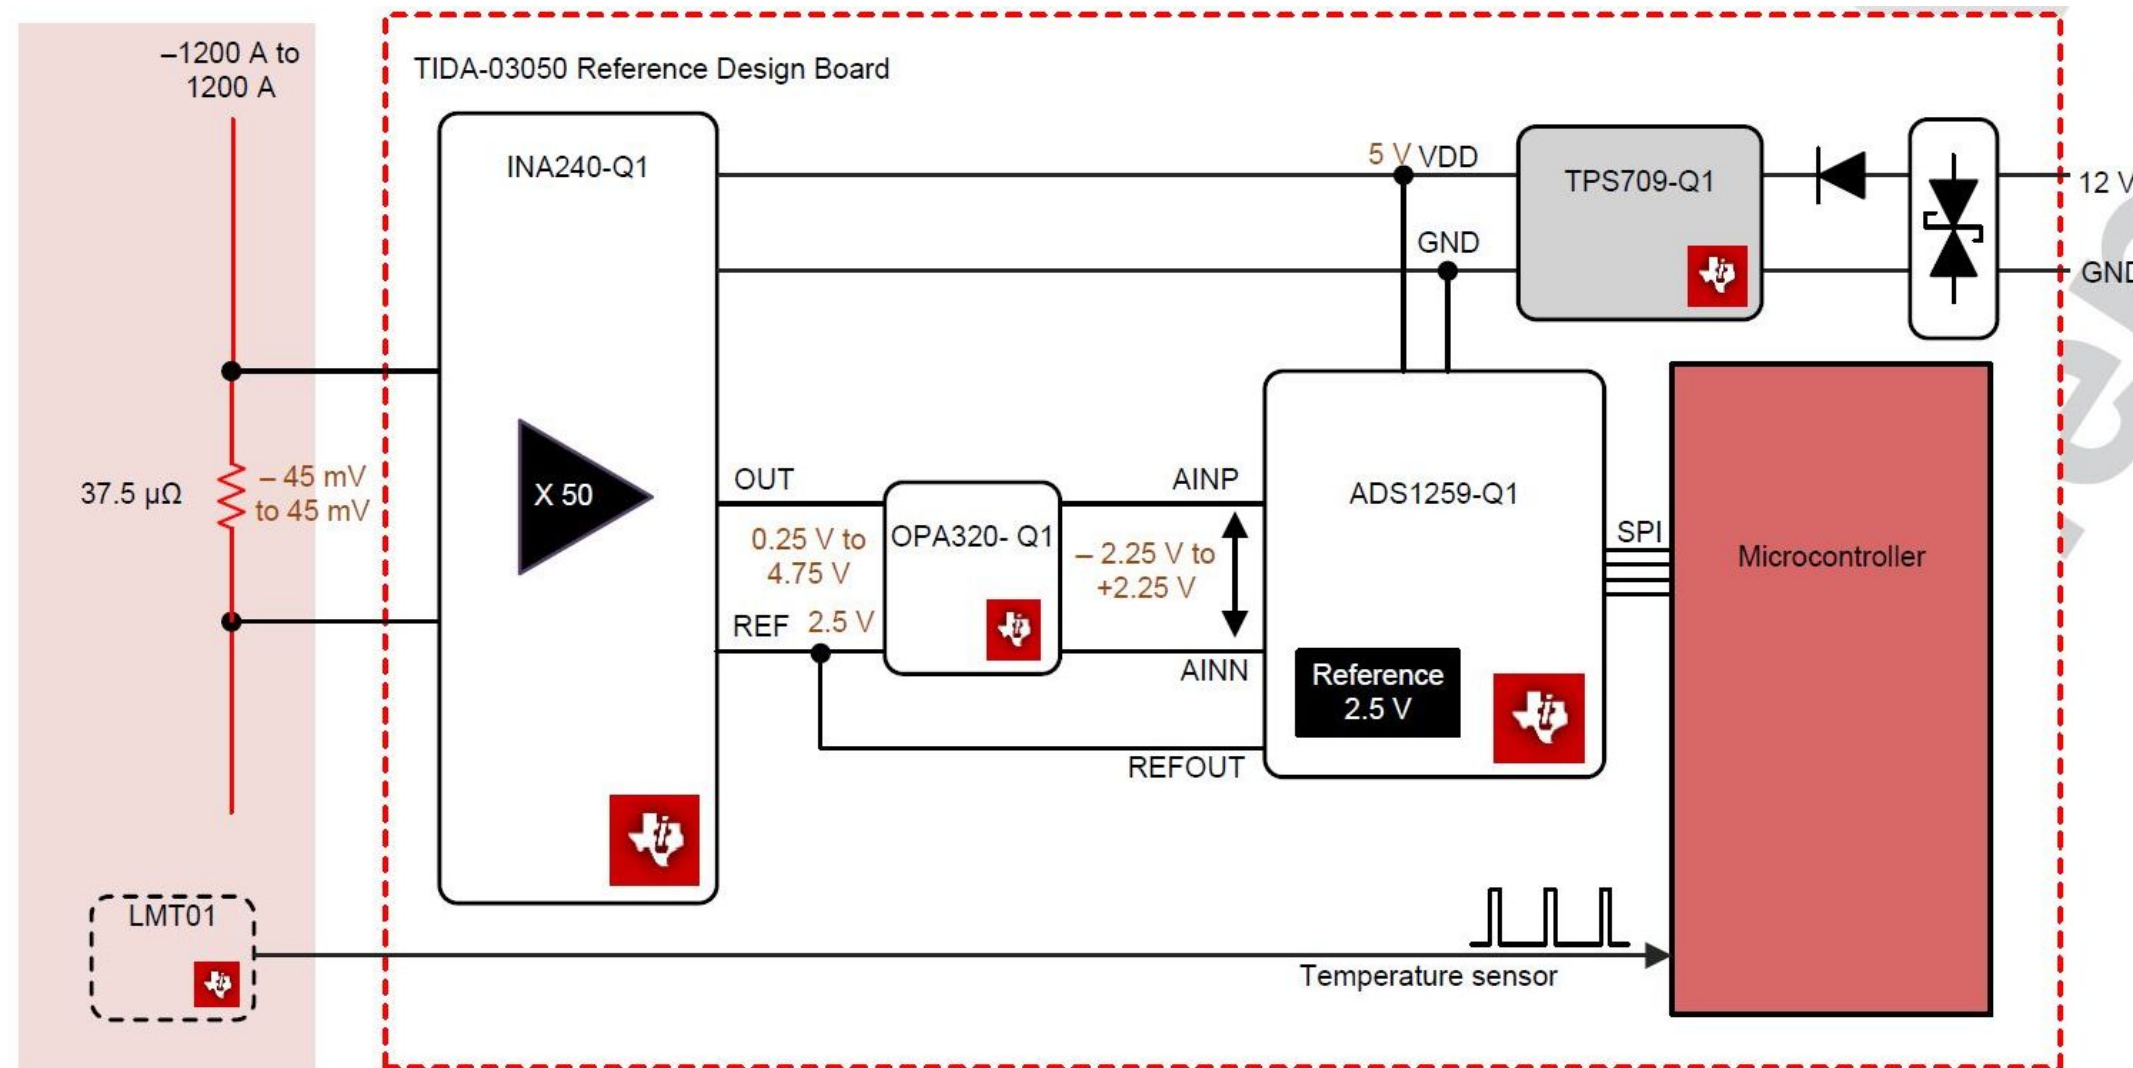 –1200 A to
1200 A
TIDA-03050 Reference Design Board
INA240-Q1
5 V VDD
TPS709-Q1
12 V
GND
GND
37.5 µΩ
– 45 mV
to 45 mV
X 50
OUT
0.25 V to
4.75 V
REF 2.5 V
OPA320- Q1
AINP
– 2.25 V to
+2.25 V
AINN
REFOUT
ADS1259-Q1
Reference
2.5 V
SPI
Microcontroller
LMT01
Temperature sensor